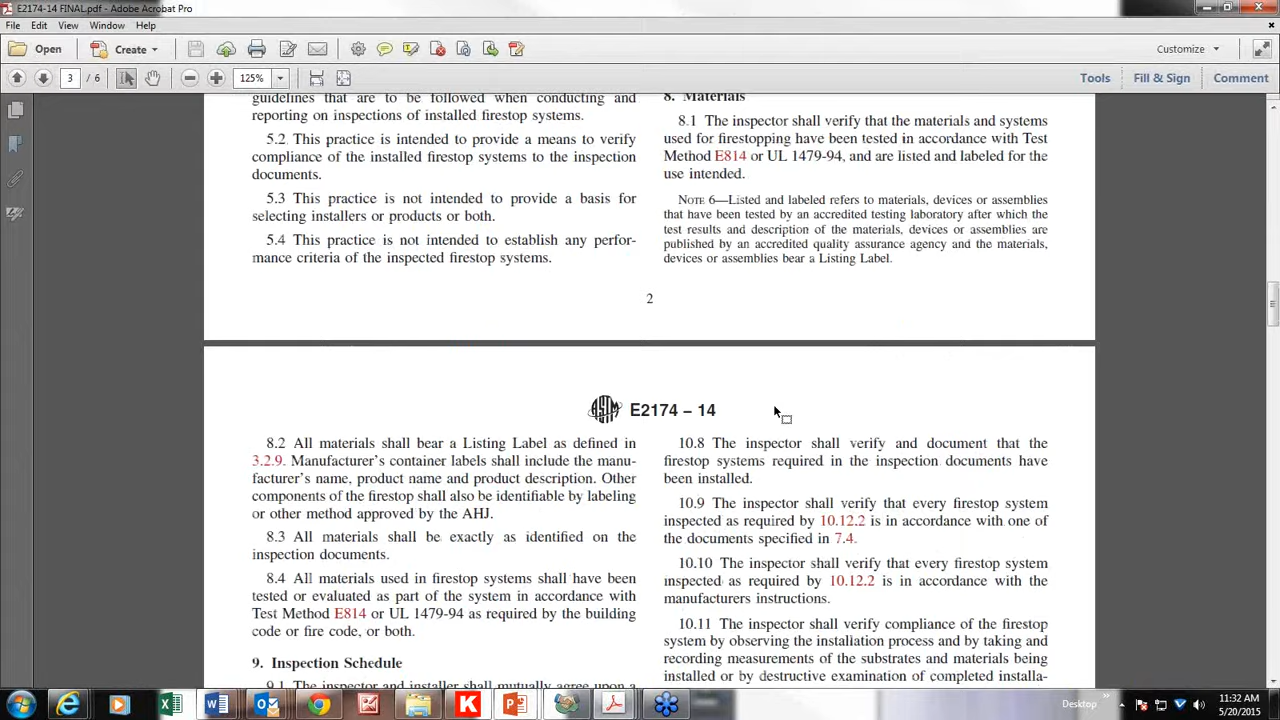 E2174-14 FINAL.pdf - Adobe Acrobat Pro
File Edit View Window Help
Open Create Customize
3 / 6 125% Tools Fill & Sign Comment
guidelines that are to be followed when conducting and
reporting on inspections of installed firestop systems.
5.2 This practice is intended to provide a means to verify
compliance of the installed firestop systems to the inspection
documents.
5.3 This practice is not intended to provide a basis for
selecting installers or products or both.
5.4 This practice is not intended to establish any perfor-
mance criteria of the inspected firestop systems.
8. Materials
8.1 The inspector shall verify that the materials and systems
used for firestopping have been tested in accordance with Test
Method E814 or UL 1479-94, and are listed and labeled for the
use intended.
NOTE 6—Listed and labeled refers to materials, devices or assemblies
that have been tested by an accredited testing laboratory after which the
test results and description of the materials, devices or assemblies are
published by an accredited quality assurance agency and the materials,
devices or assemblies bear a Listing Label.
2
ASTM E2174 – 14
8.2 All materials shall bear a Listing Label as defined in
3.2.9. Manufacturer's container labels shall include the manu-
facturer's name, product name and product description. Other
components of the firestop shall also be identifiable by labeling
or other method approved by the AHJ.
8.3 All materials shall be exactly as identified on the
inspection documents.
8.4 All materials used in firestop systems shall have been
tested or evaluated as part of the system in accordance with
Test Method E814 or UL 1479-94 as required by the building
code or fire code, or both.
9. Inspection Schedule
9.1 The inspector and installer shall mutually agree upon a
10.8 The inspector shall verify and document that the
firestop systems required in the inspection documents have
been installed.
10.9 The inspector shall verify that every firestop system
inspected as required by 10.12.2 is in accordance with one of
the documents specified in 7.4.
10.10 The inspector shall verify that every firestop system
inspected as required by 10.12.2 is in accordance with the
manufacturers instructions.
10.11 The inspector shall verify compliance of the firestop
system by observing the installation process and by taking and
recording measurements of the substrates and materials being
installed or by destructive examination of completed installa-
Desktop
11:32 AM
5/20/2015